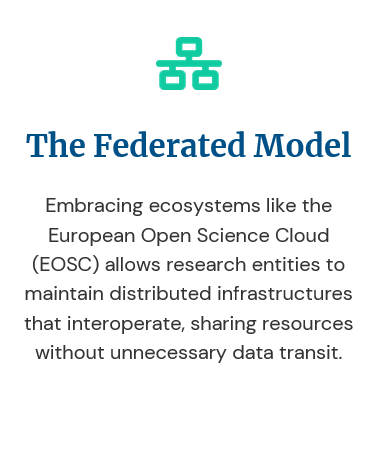 The Federated Model
Embracing ecosystems like the
European Open Science Cloud
(EOSC) allows research entities to
maintain distributed infrastructures
that interoperate, sharing resources
without unnecessary data transit.